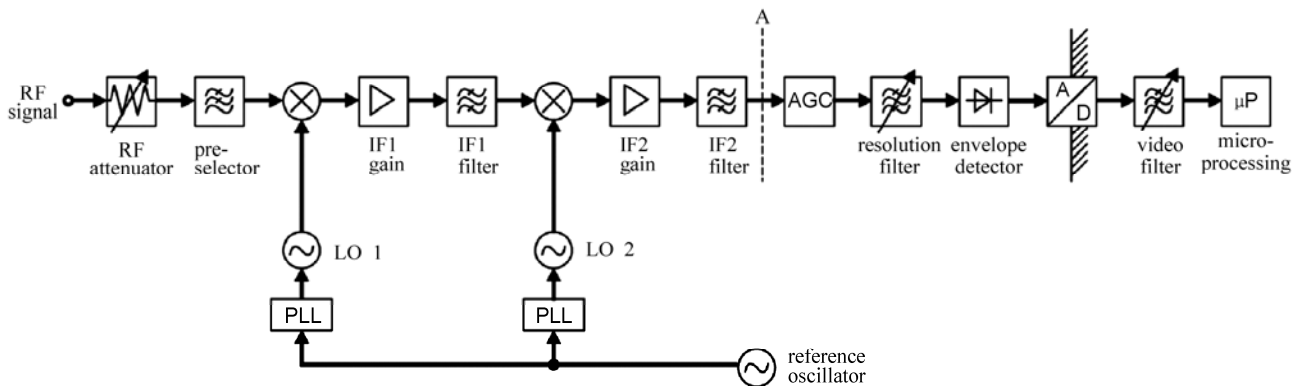 A
RF
signal
AGC
A
D
μP
RF
attenuator
pre-
selector
IF1
gain
IF1
filter
IF2
gain
IF2
filter
resolution
filter
envelope
detector
video
filter
micro-
processing
LO 1
LO 2
PLL
PLL
reference
oscillator